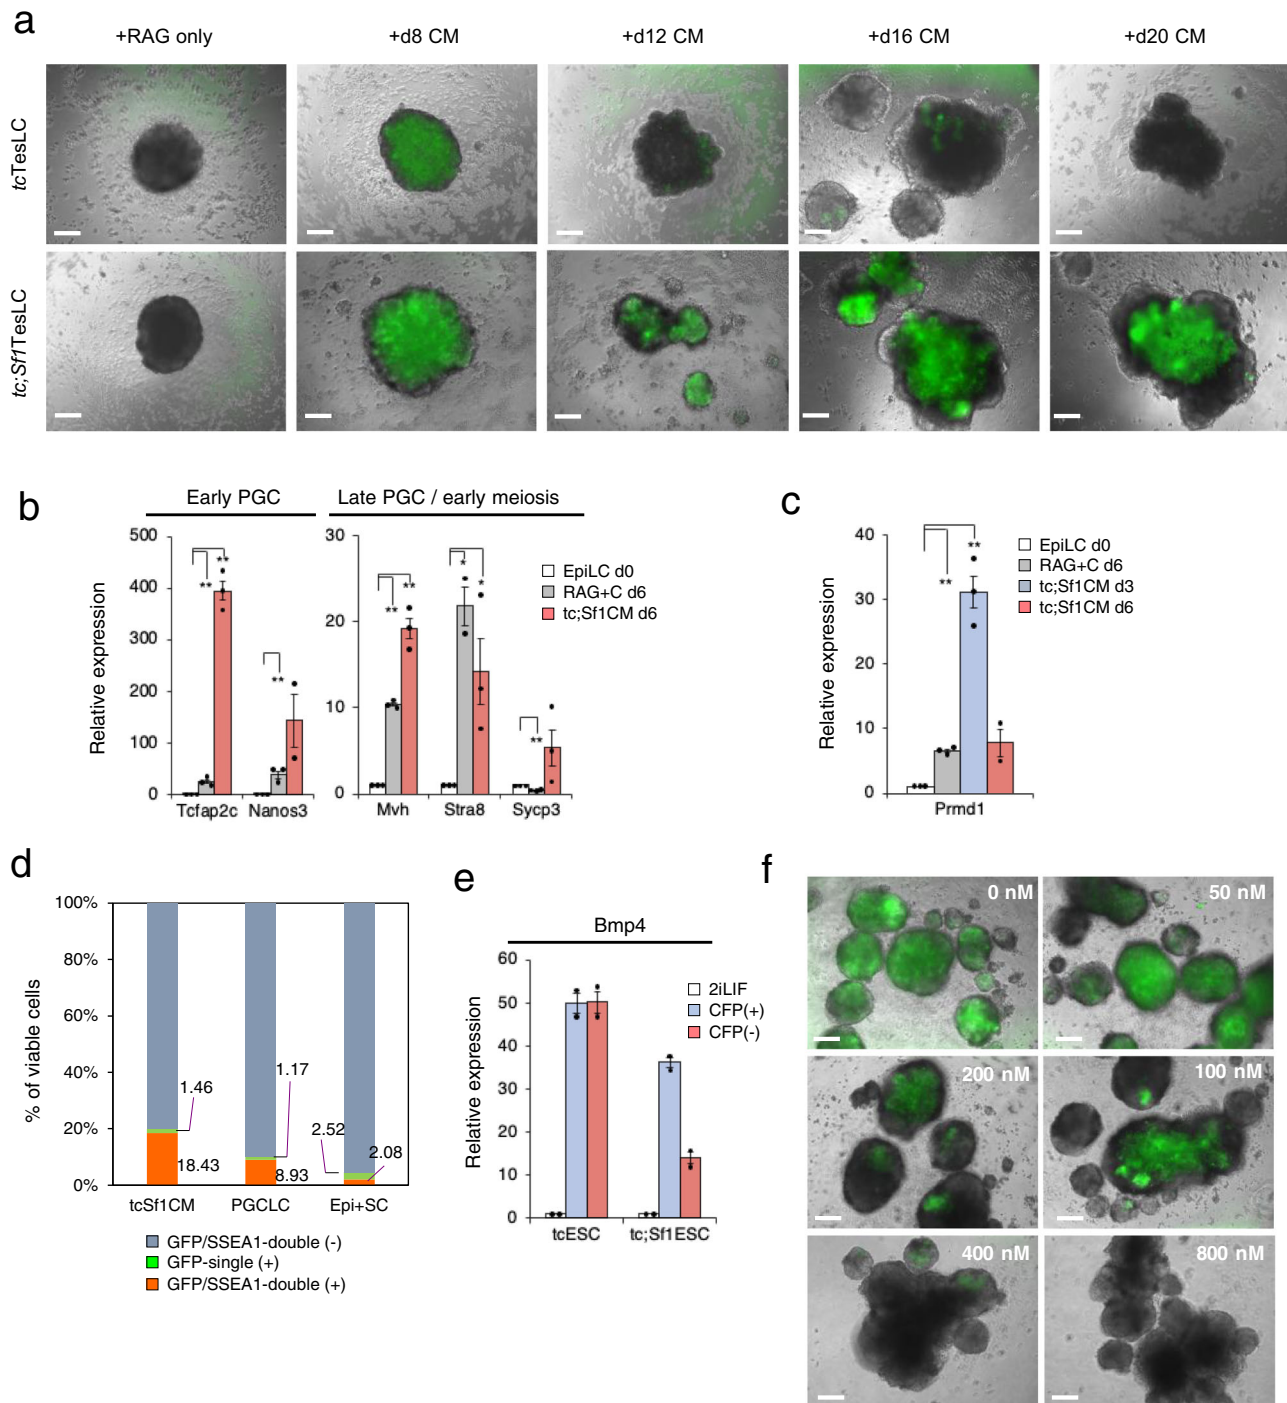 a
+RAG only
+d8 CM
+d12 CM
+d16 CM
+d20 CM
tcTesLC
tc;Sf1TesLC
b
Early PGC
Late PGC / early meiosis
Relative expression
500
400
300
200
100
0
** **
**
Tcfap2c
Nanos3
30
20
10
0
** **
* *
**
Mvh
Stra8
Sycp3
EpiLC d0
RAG+C d6
tc;Sf1CM d6
c
Relative expression
40
30
20
10
0
** **
Prmd1
EpiLC d0
RAG+C d6
tc;Sf1CM d3
tc;Sf1CM d6
d
% of viable cells
100%
80%
60%
40%
20%
0%
1.46
18.43
1.17
8.93
2.52
2.08
tcSf1CM
PGCLC
Epi+SC
GFP/SSEA1-double (-)
GFP-single (+)
GFP/SSEA1-double (+)
e
Bmp4
Relative expression
60
50
40
30
20
10
0
tcESC
tc;Sf1ESC
2iLIF
CFP(+)
CFP(-)
f
0 nM
50 nM
200 nM
100 nM
400 nM
800 nM